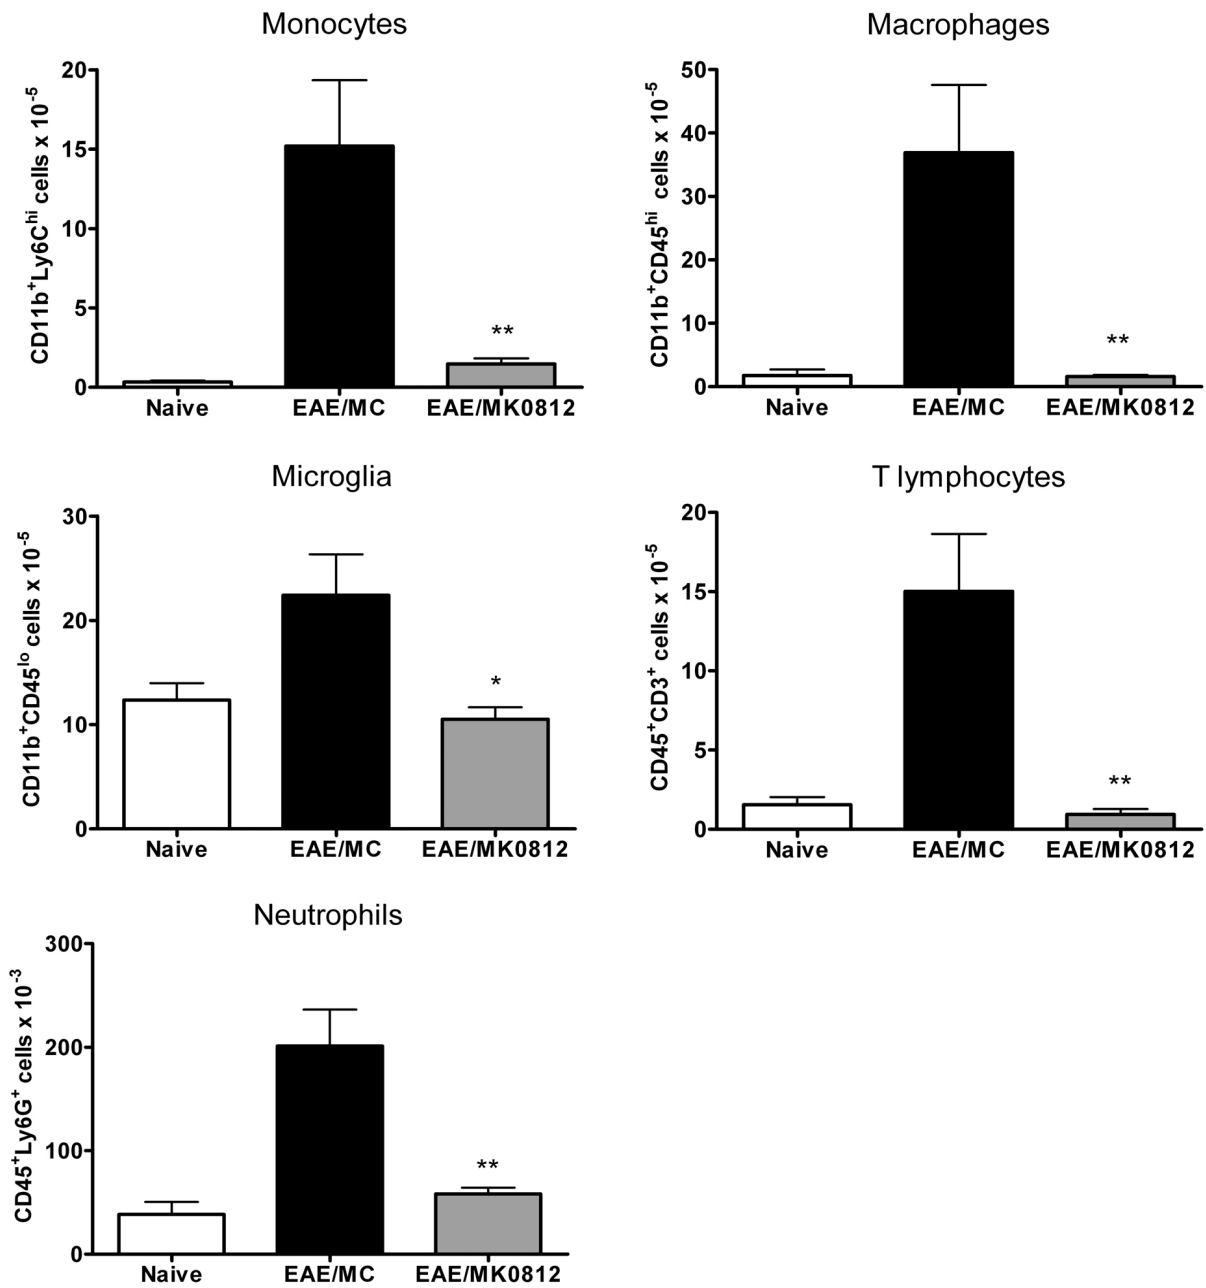 Monocytes
CD11b⁺Ly6Cʰⁱ cells x 10⁻⁵
20
15
10
5
0
**
Naive EAE/MC EAE/MK0812
Macrophages
CD11b⁺CD45ʰⁱ cells x 10⁻⁵
50
40
30
20
10
0
**
Naive EAE/MC EAE/MK0812
Microglia
CD11b⁺CD45ˡᵒ cells x 10⁻⁵
30
20
10
0
*
Naive EAE/MC EAE/MK0812
T lymphocytes
CD45⁺CD3⁺ cells x 10⁻⁵
20
15
10
5
0
**
Naive EAE/MC EAE/MK0812
Neutrophils
CD45⁺Ly6G⁺ cells x 10⁻³
300
200
100
0
**
Naive EAE/MC EAE/MK0812